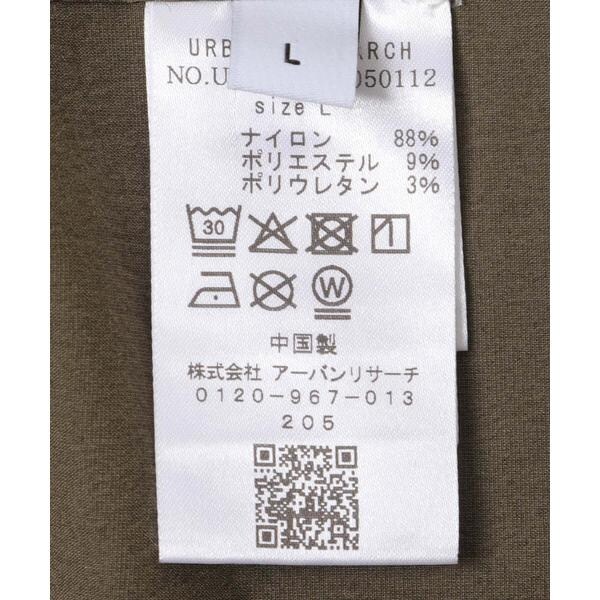 L
URB ARCH
NO.U 050112
size L
ナイロン 88%
ポリエステル 9%
ポリウレタン 3%
30
W
中国製
株式会社 アーバンリサーチ
0120-967-013
205